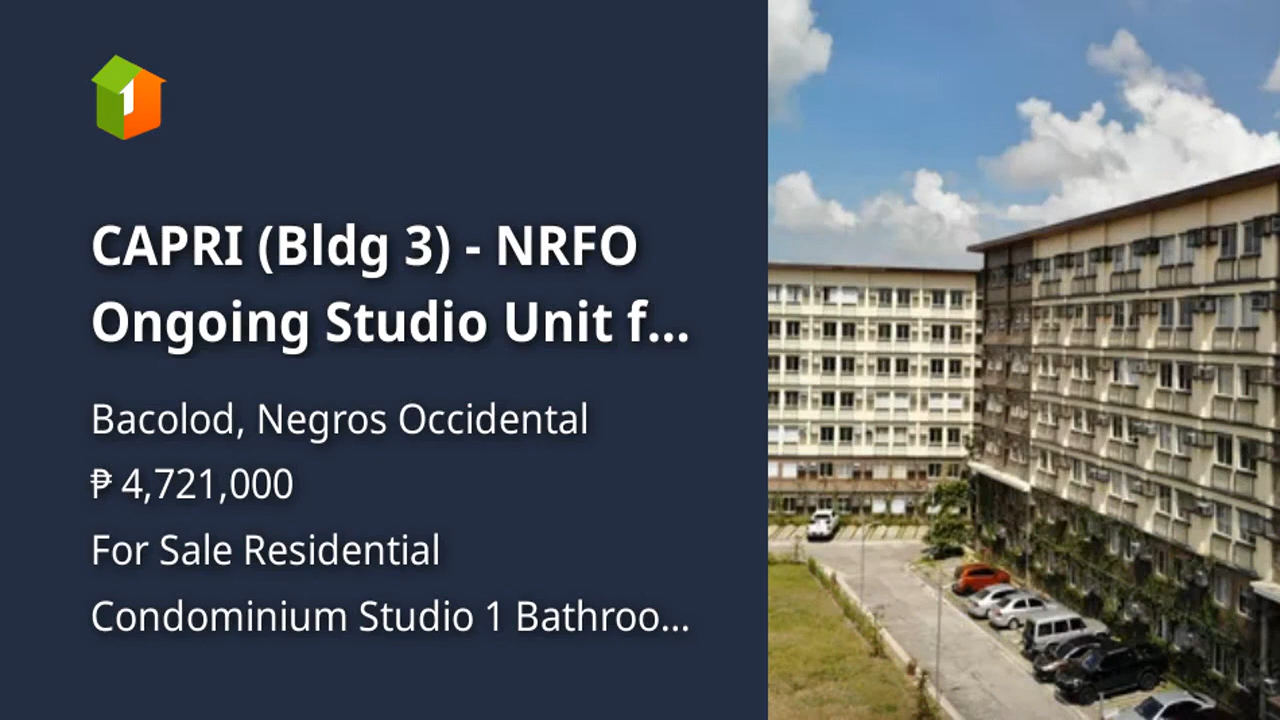 CAPRI (Bldg 3) - NRFO
Ongoing Studio Unit f...
Bacolod, Negros Occidental
₱ 4,721,000
For Sale Residential
Condominium Studio 1 Bathroo...